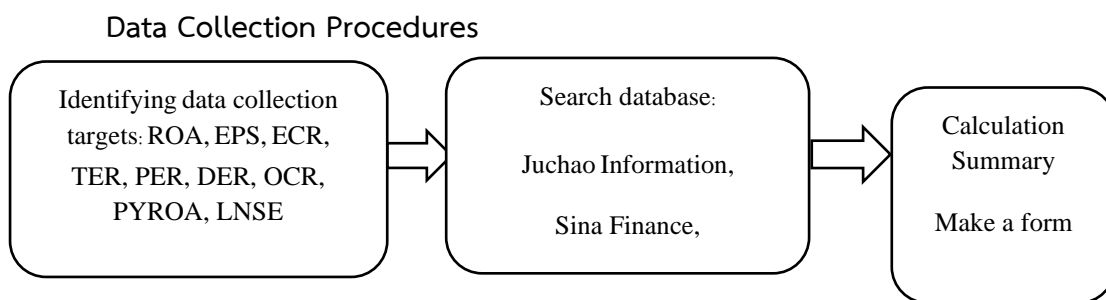 Data Collection Procedures
Identifying data collection
targets: ROA, EPS, ECR,
TER, PER, DER, OCR,
PYROA, LNSE
Search database:
Juchao Information,
Sina Finance,
Calculation
Summary
Make a form